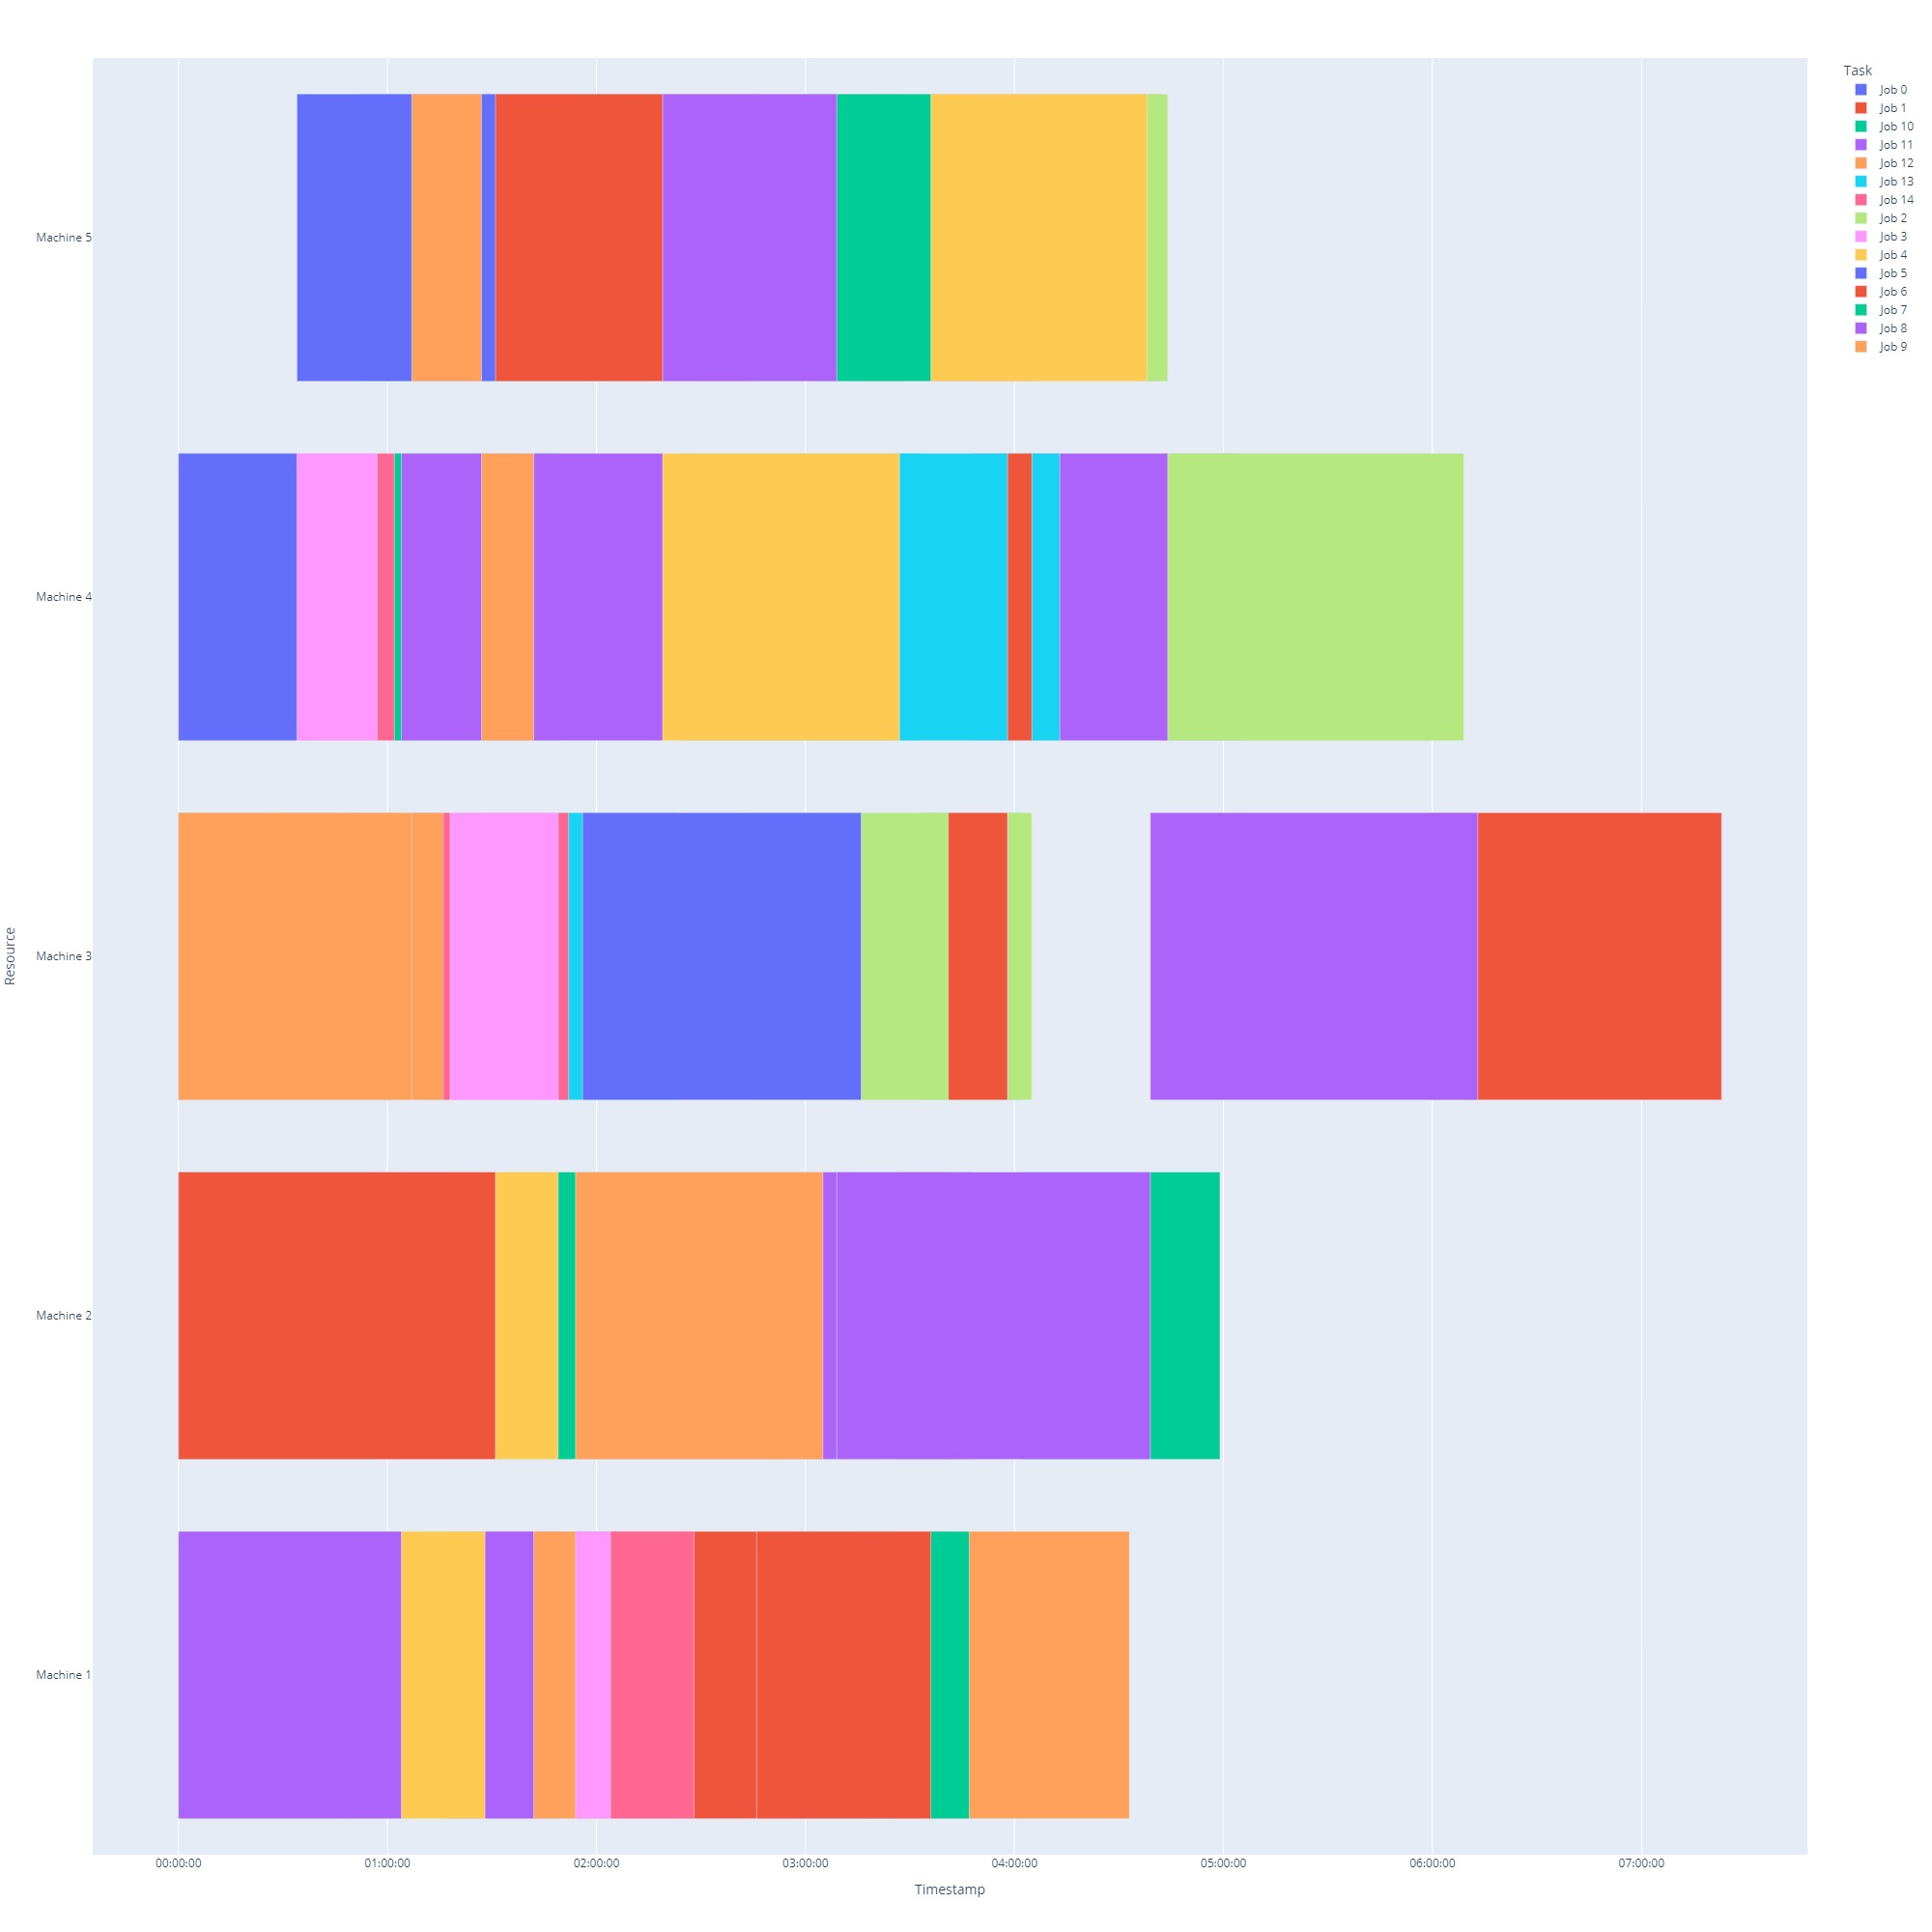 Task
Job 0
Job 1
Job 10
Job 11
Job 12
Job 13
Job 14
Job 2
Job 3
Job 4
Job 5
Job 6
Job 7
Job 8
Job 9
Machine 5
Machine 4
Machine 3
Machine 2
Machine 1
Resource
00:00:00 01:00:00 02:00:00 03:00:00 04:00:00 05:00:00 06:00:00 07:00:00
Timestamp